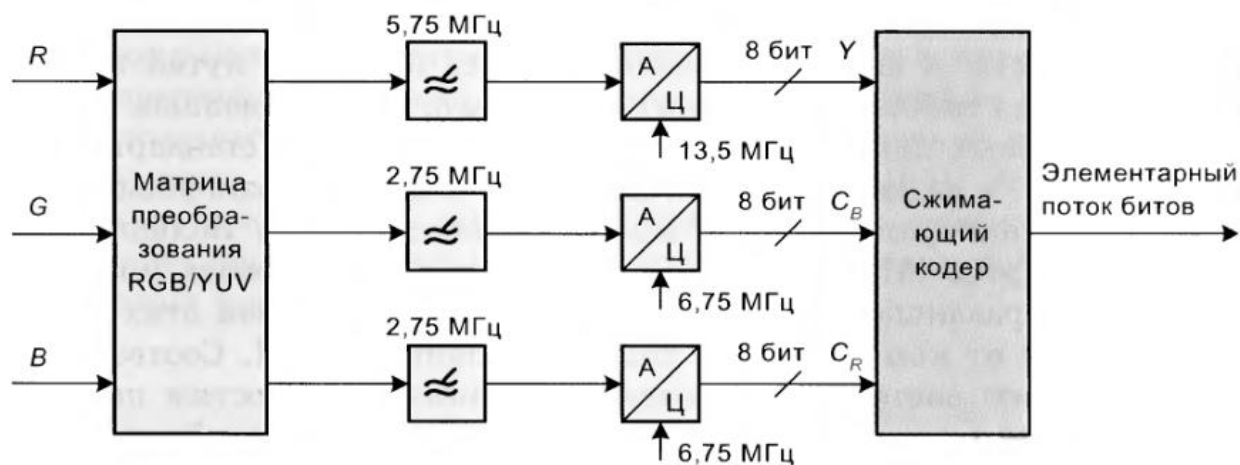 5,75 МГц
R
A
Ц
8 бит
Y
13,5 МГц
Матрица
преобра-
зования
RGB/YUV
G
2,75 МГц
A
Ц
8 бит
C_B
6,75 МГц
Сжима-
ющий
кодер
Элементарный
поток битов
B
2,75 МГц
A
Ц
8 бит
C_R
6,75 МГц